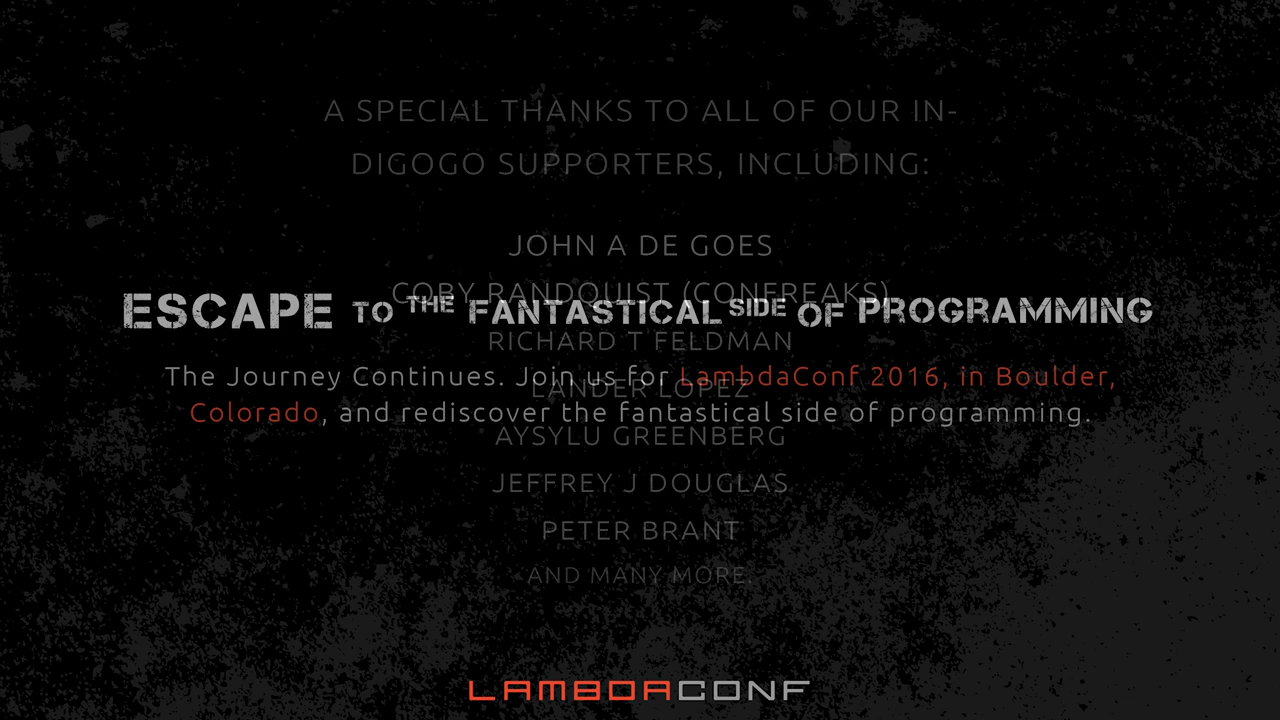 A SPECIAL THANKS TO ALL OF OUR IN-
DIGOGO SUPPORTERS, INCLUDING:
JOHN A DE GOES
COBY RANDQUIST (CONFREAKS)
ESCAPE TO THE FANTASTICAL SIDE OF PROGRAMMING
RICHARD T FELDMAN
The Journey Continues. Join us for LambdaConf 2016, in Boulder,
LANDER LOPEZ
Colorado, and rediscover the fantastical side of programming.
AYSYLU GREENBERG
JEFFREY J DOUGLAS
PETER BRANT
AND MANY MORE.
LAMBDACONF